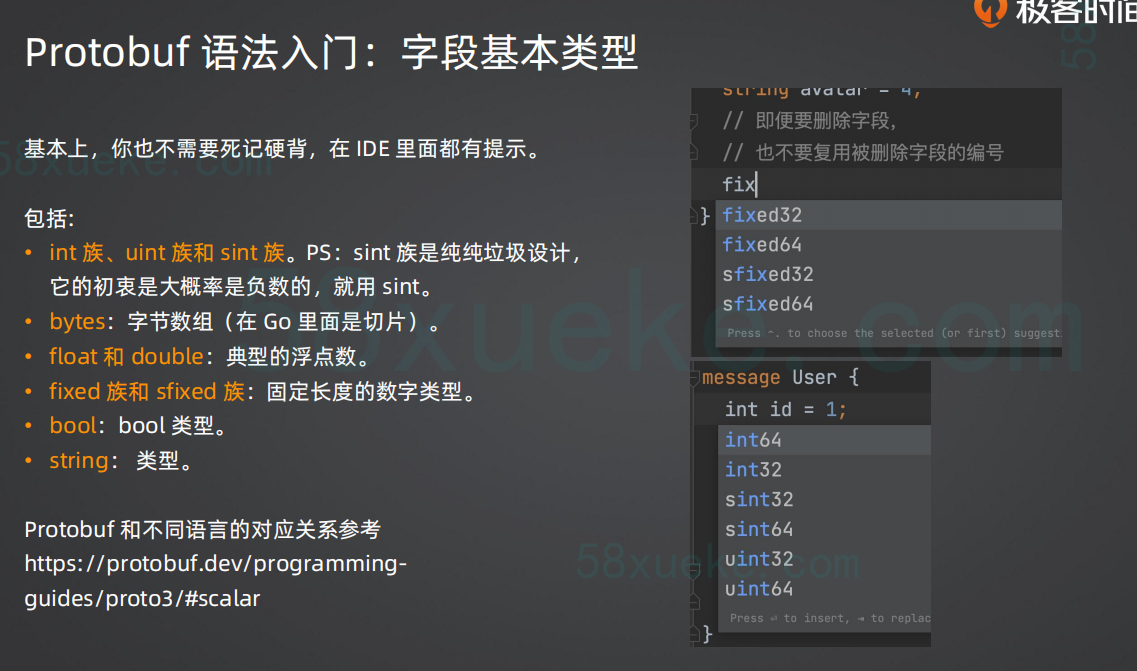 极客时间
Protobuf 语法入门：字段基本类型
基本上，你也不需要死记硬背，在 IDE 里面都有提示。
包括：
• int 族、uint 族和 sint 族。PS：sint 族是纯纯垃圾设计，
它的初衷是大概率是负数的，就用 sint。
• bytes：字节数组（在 Go 里面是切片）。
• float 和 double：典型的浮点数。
• fixed 族和 sfixed 族：固定长度的数字类型。
• bool：bool 类型。
• string： 类型。
Protobuf 和不同语言的对应关系参考
https://protobuf.dev/programming-
guides/proto3/#scalar
string avatar = 4;
// 即便要删除字段，
// 也不要复用被删除字段的编号
fix
}
fixed32
fixed64
sfixed32
sfixed64
Press ^. to choose the selected (or first) suggest
message User {
int id = 1;
int64
int32
sint32
sint64
uint32
uint64
Press ⏎ to insert, ⇥ to replac
}
58xueke.com
58xueke.com
58xueke.com
58